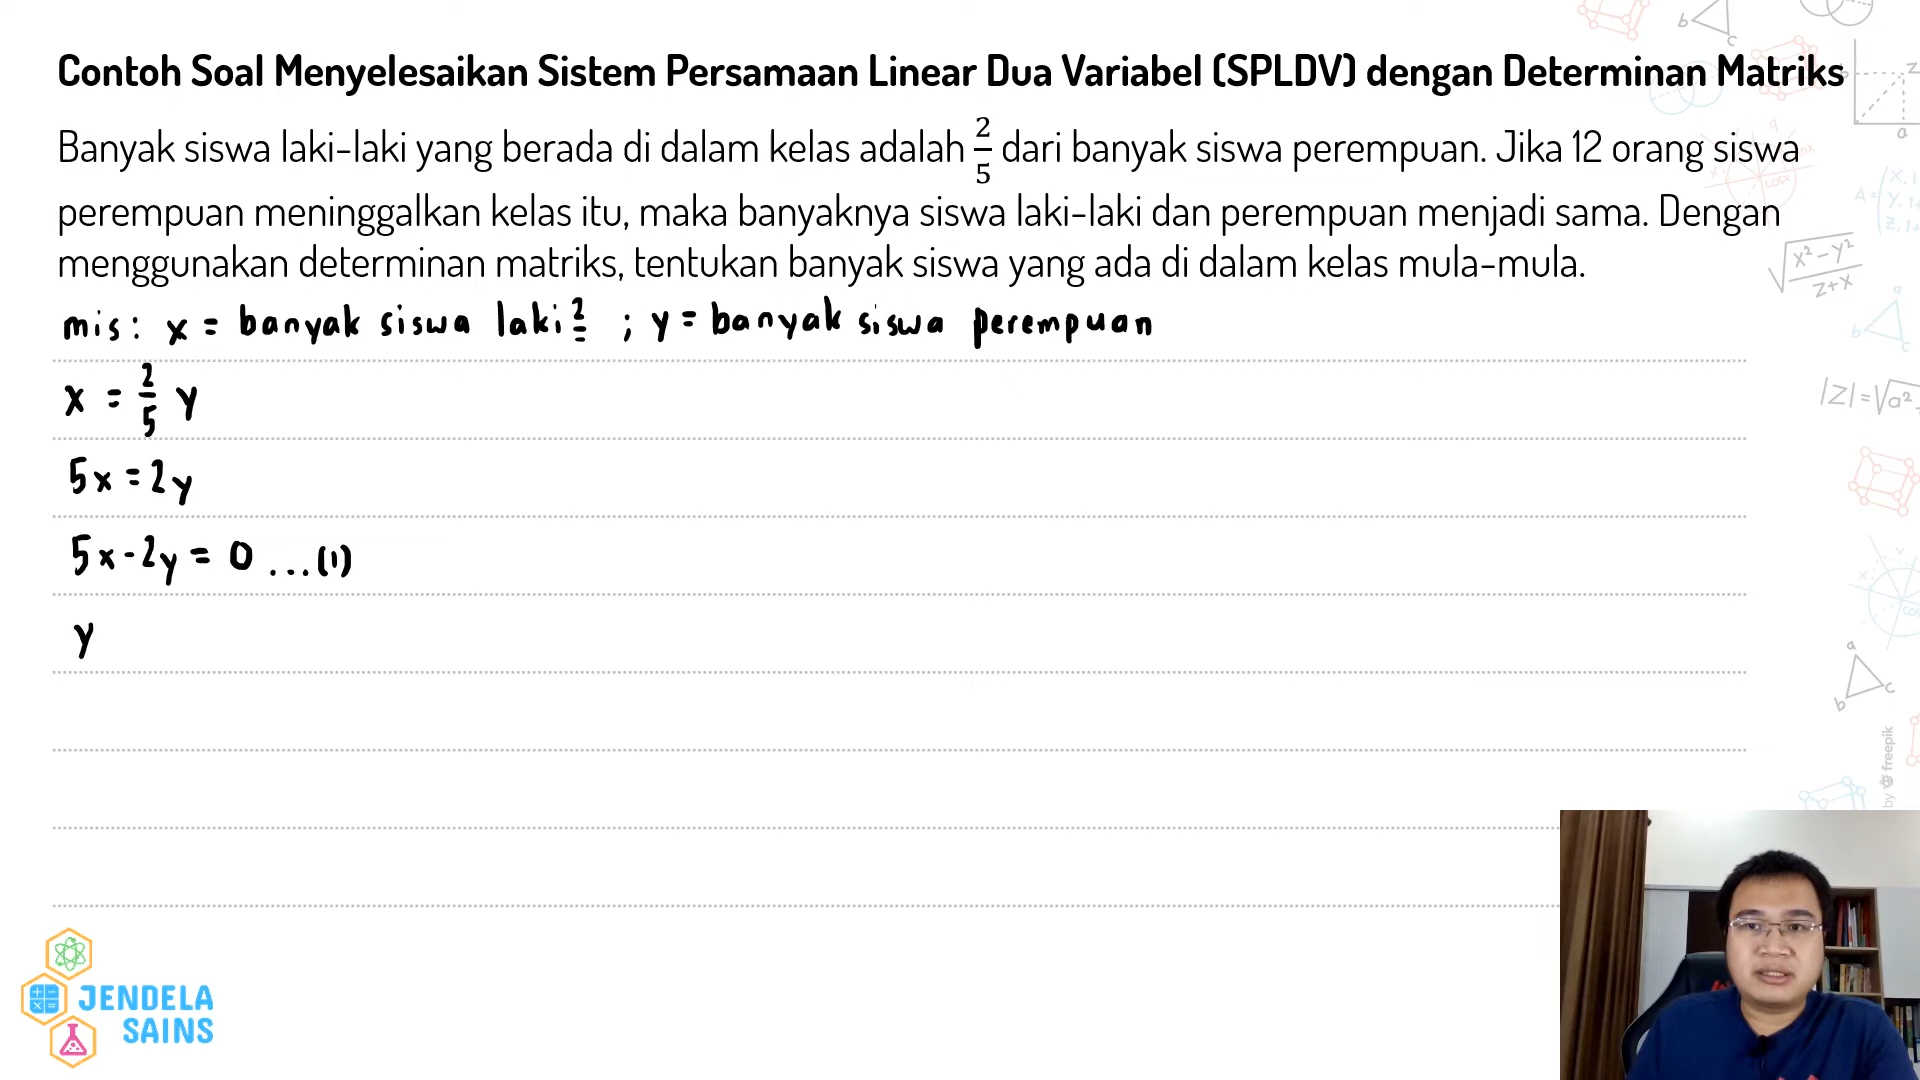 Contoh Soal Menyelesaikan Sistem Persamaan Linear Dua Variabel (SPLDV) dengan Determinan Matriks
Banyak siswa laki-laki yang berada di dalam kelas adalah 2/5 dari banyak siswa perempuan. Jika 12 orang siswa
perempuan meninggalkan kelas itu, maka banyaknya siswa laki-laki dan perempuan menjadi sama. Dengan
menggunakan determinan matriks, tentukan banyak siswa yang ada di dalam kelas mula-mula.
mis: x = banyak siswa laki² ; y = banyak siswa perempuan
x = 2/5 y
5x = 2y
5x - 2y = 0 ...(1)
y
JENDELA
SAINS
by freepik